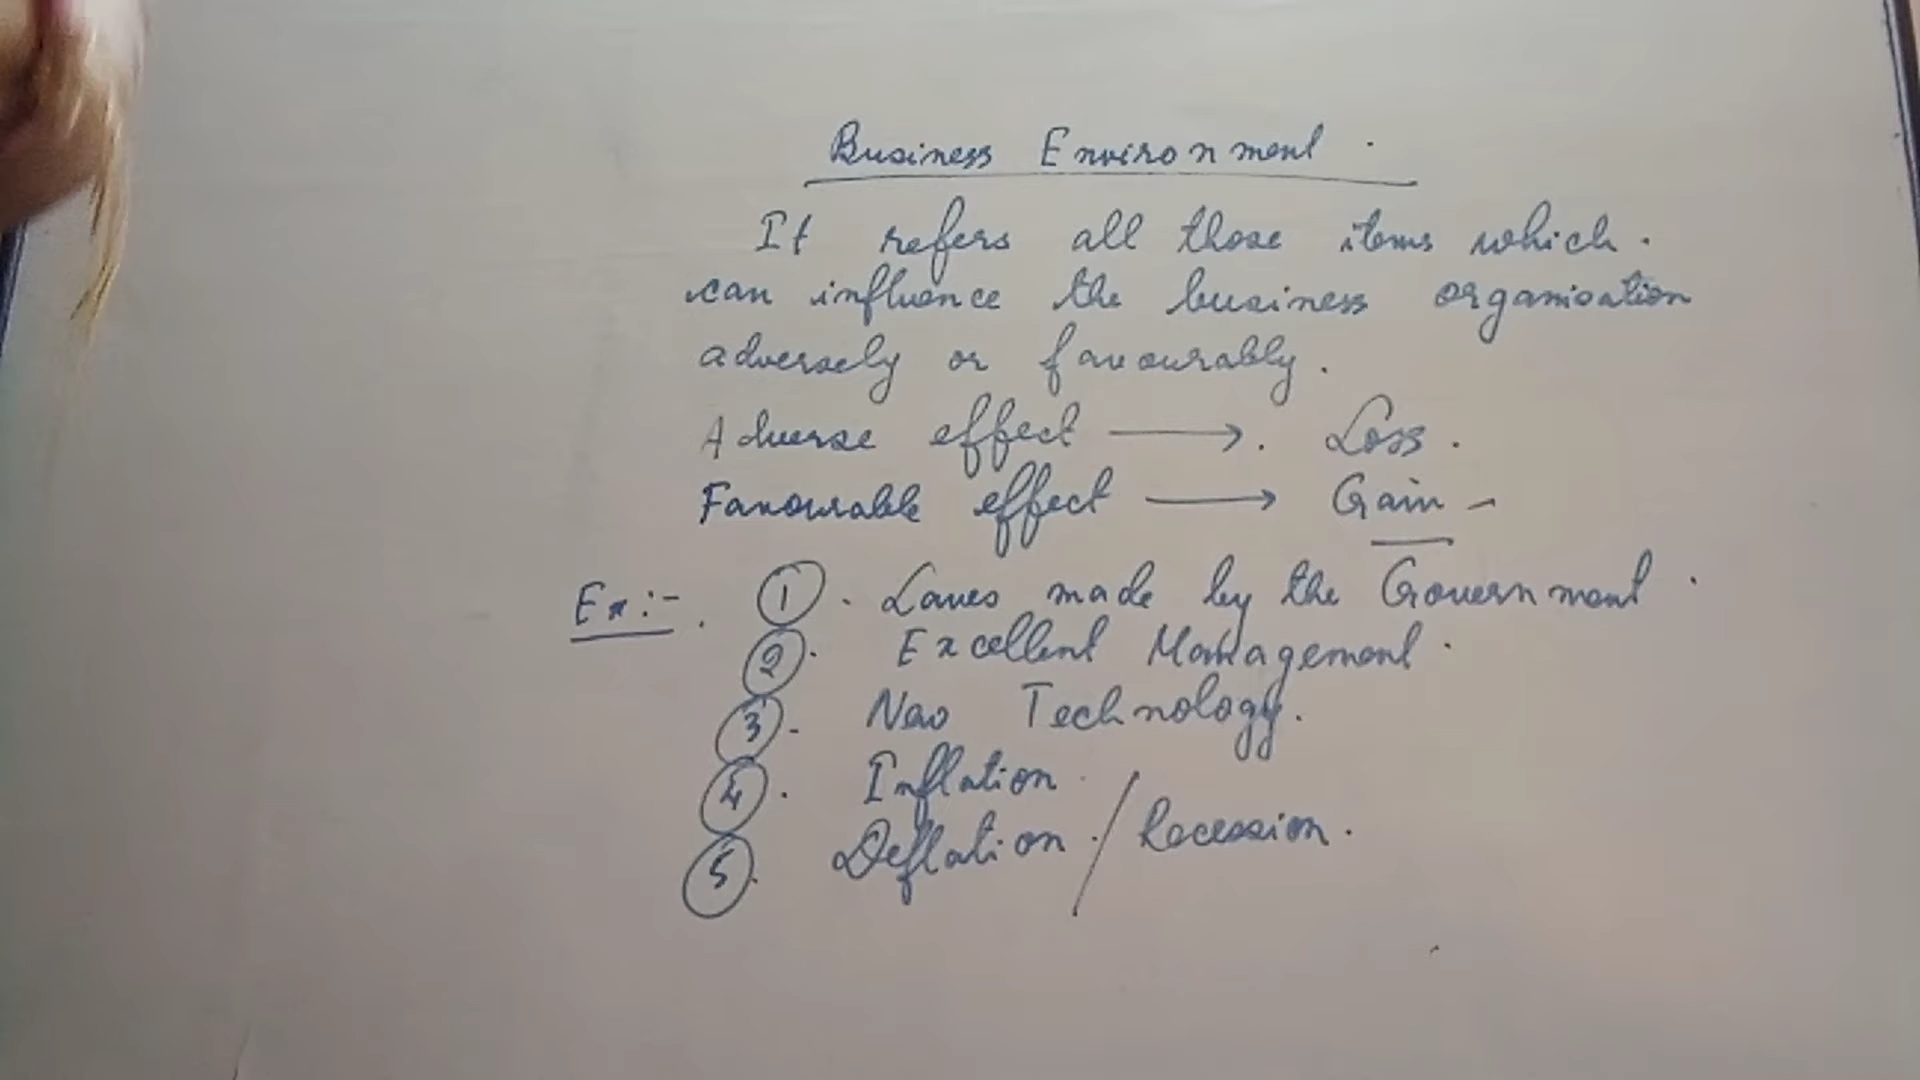 Business Environment.
It refers all those items which.
can influence the business organisation
adversely or favourably.
Adverse effect ⟶. Loss.
Favourable effect ⟶ Gain -
Ex:-. ①. Laws made by the Government.
②. Excellent Management.
③- New Technology.
④. Inflation.
⑤. Deflation./Recession.